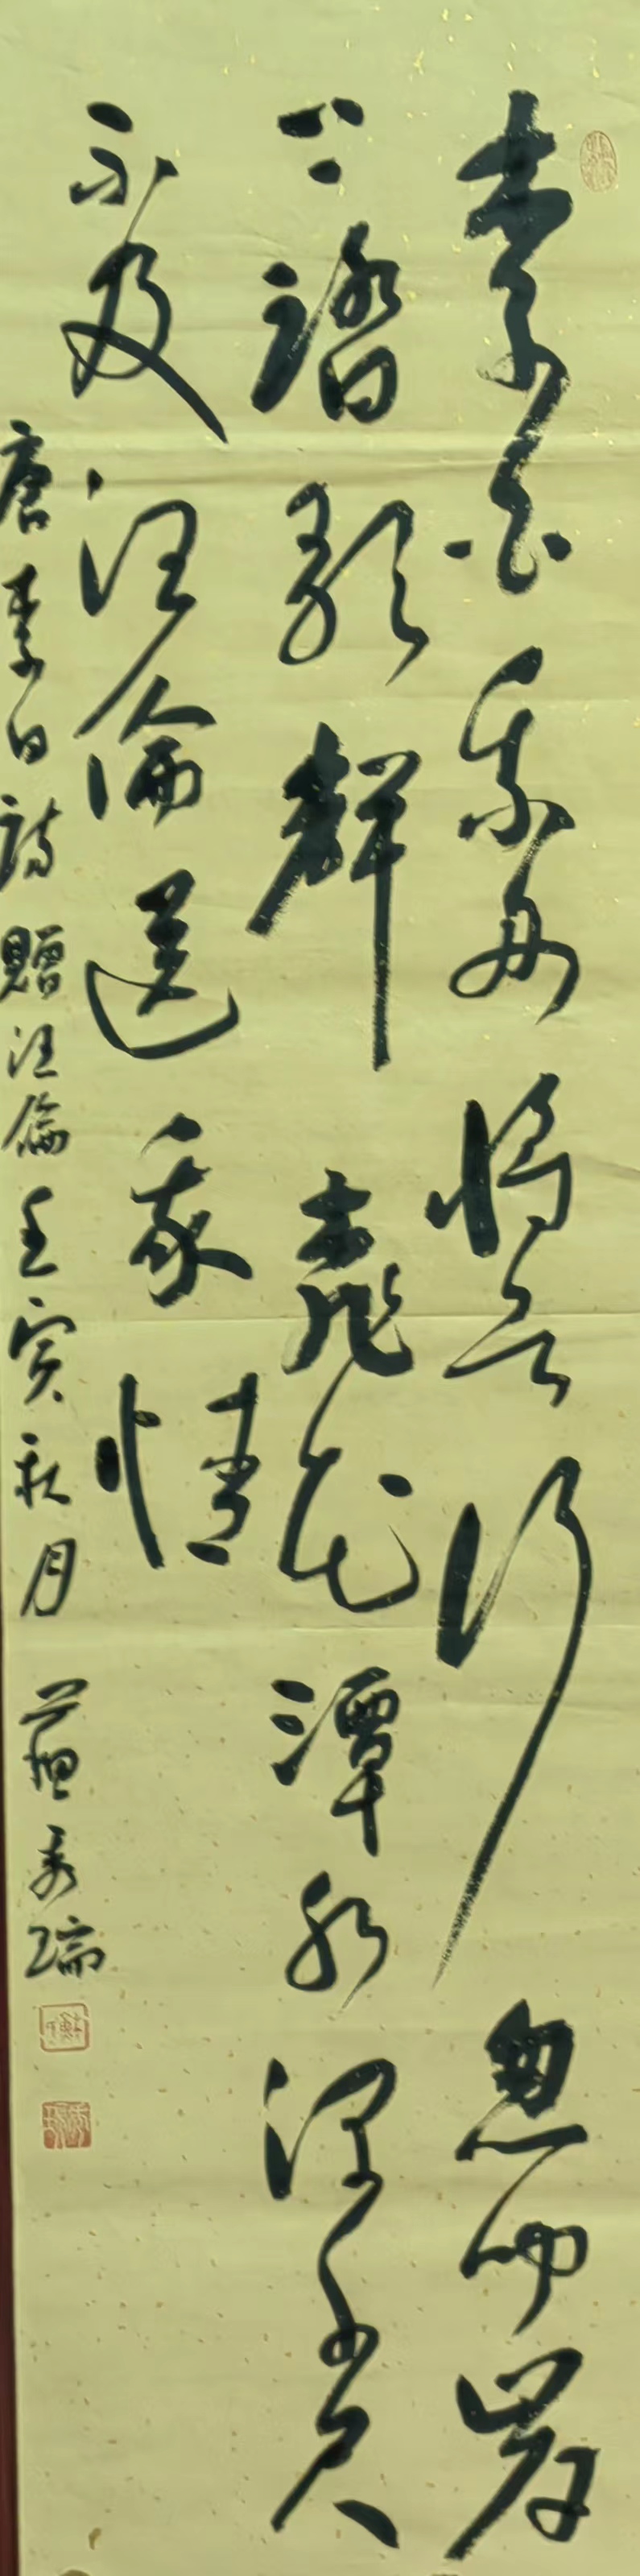 李白乘舟將欲行忽聞岸
上踏歌聲桃花潭水深千尺
不及汪倫送我情
唐李白詩贈汪倫壬寅秋月秀瑞